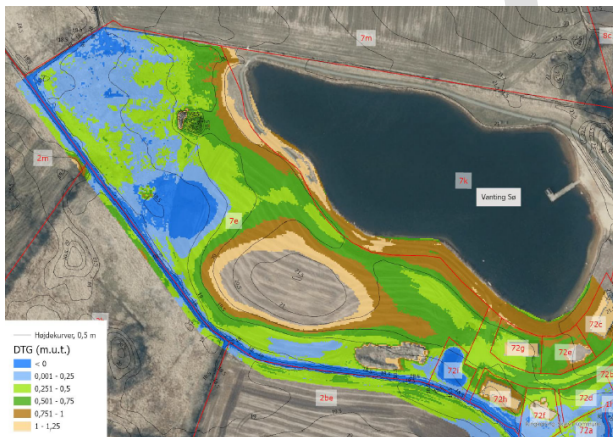 7m
8c
2m
7k
Vanting Sø
7e
72c
72g
72e
72i
72b
72h
72d
72f
72a
2be
Højdekurver, 0,5 m
DTG (m.u.t.)
< 0
0,001 - 0,25
0,251 - 0,5
0,501 - 0,75
0,751 - 1
1 - 1,25